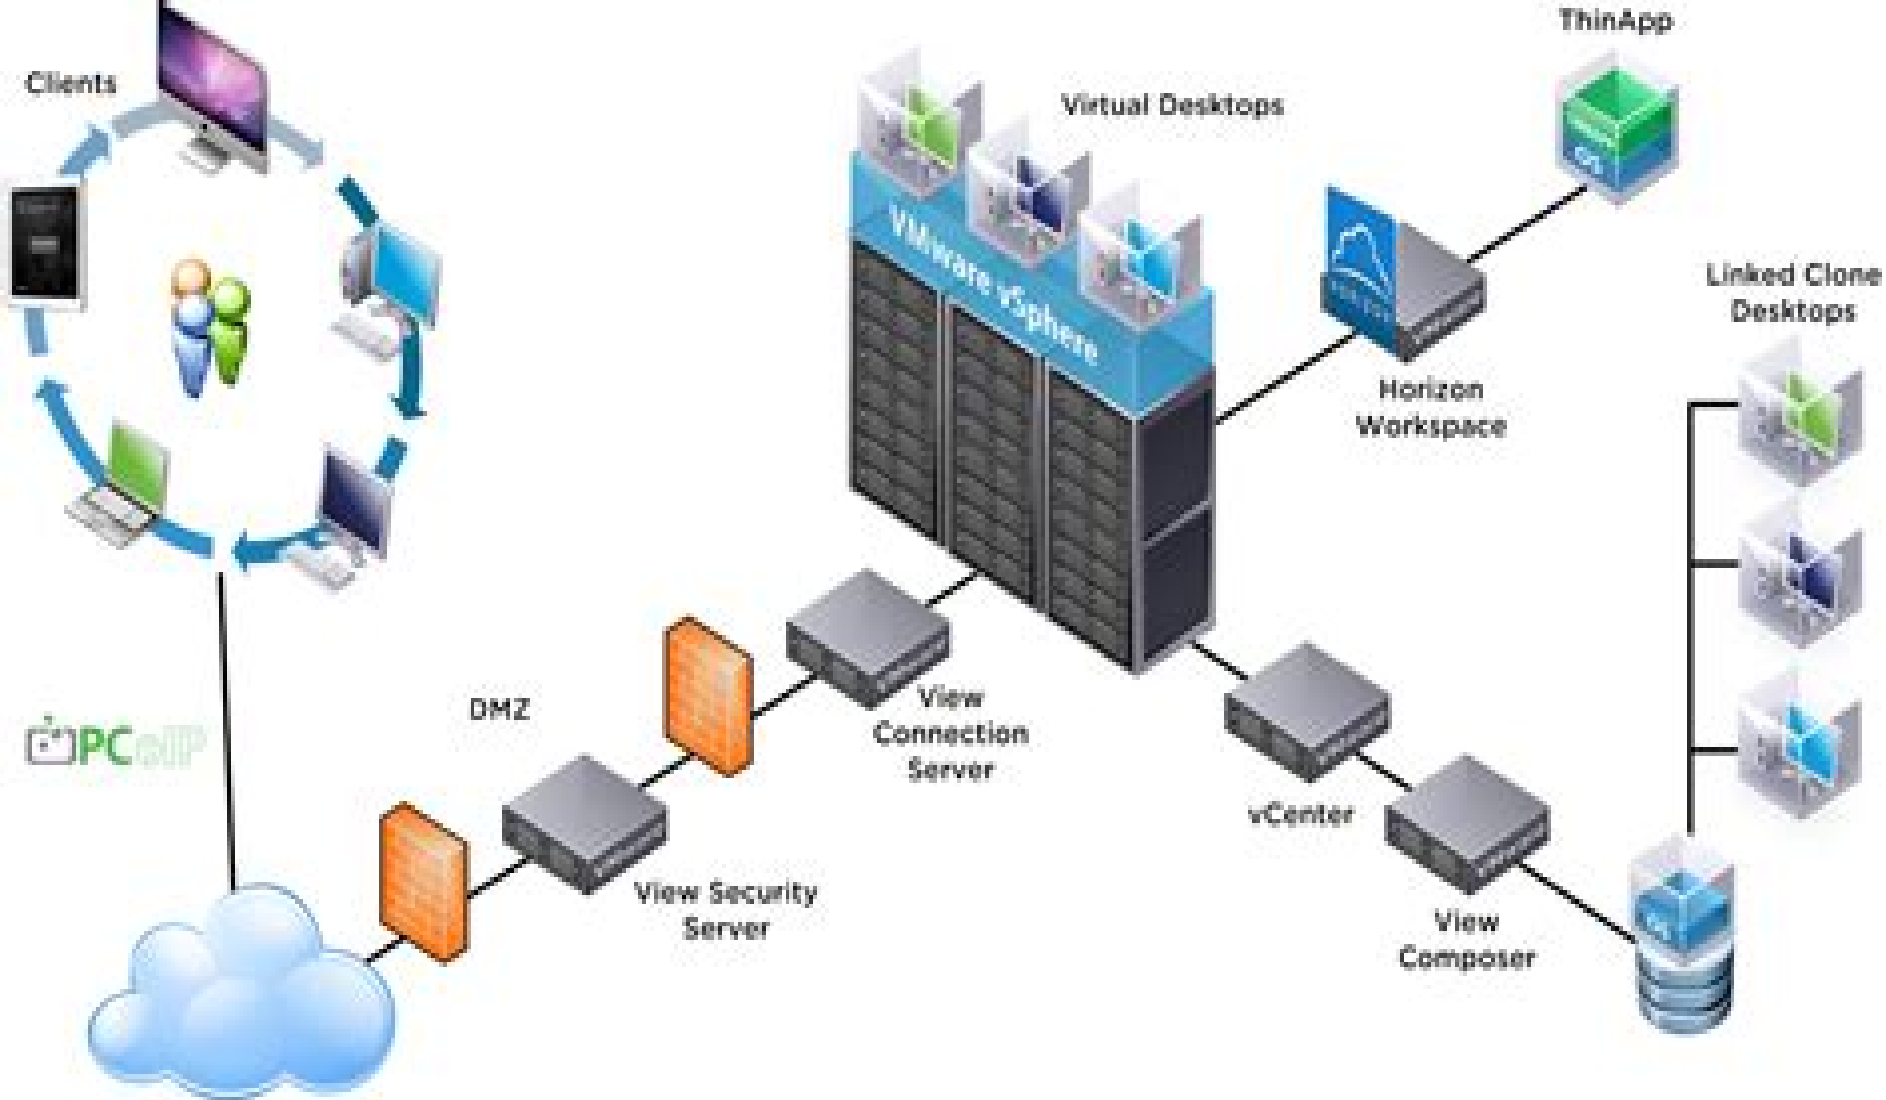 ThinApp
Clients
Virtual Desktops
OS
VMware vSphere
Linked Clone
Desktops
Horizon
Workspace
View
Connection
Server
DMZ
PCoIP
vCenter
View Security
Server
View
Composer